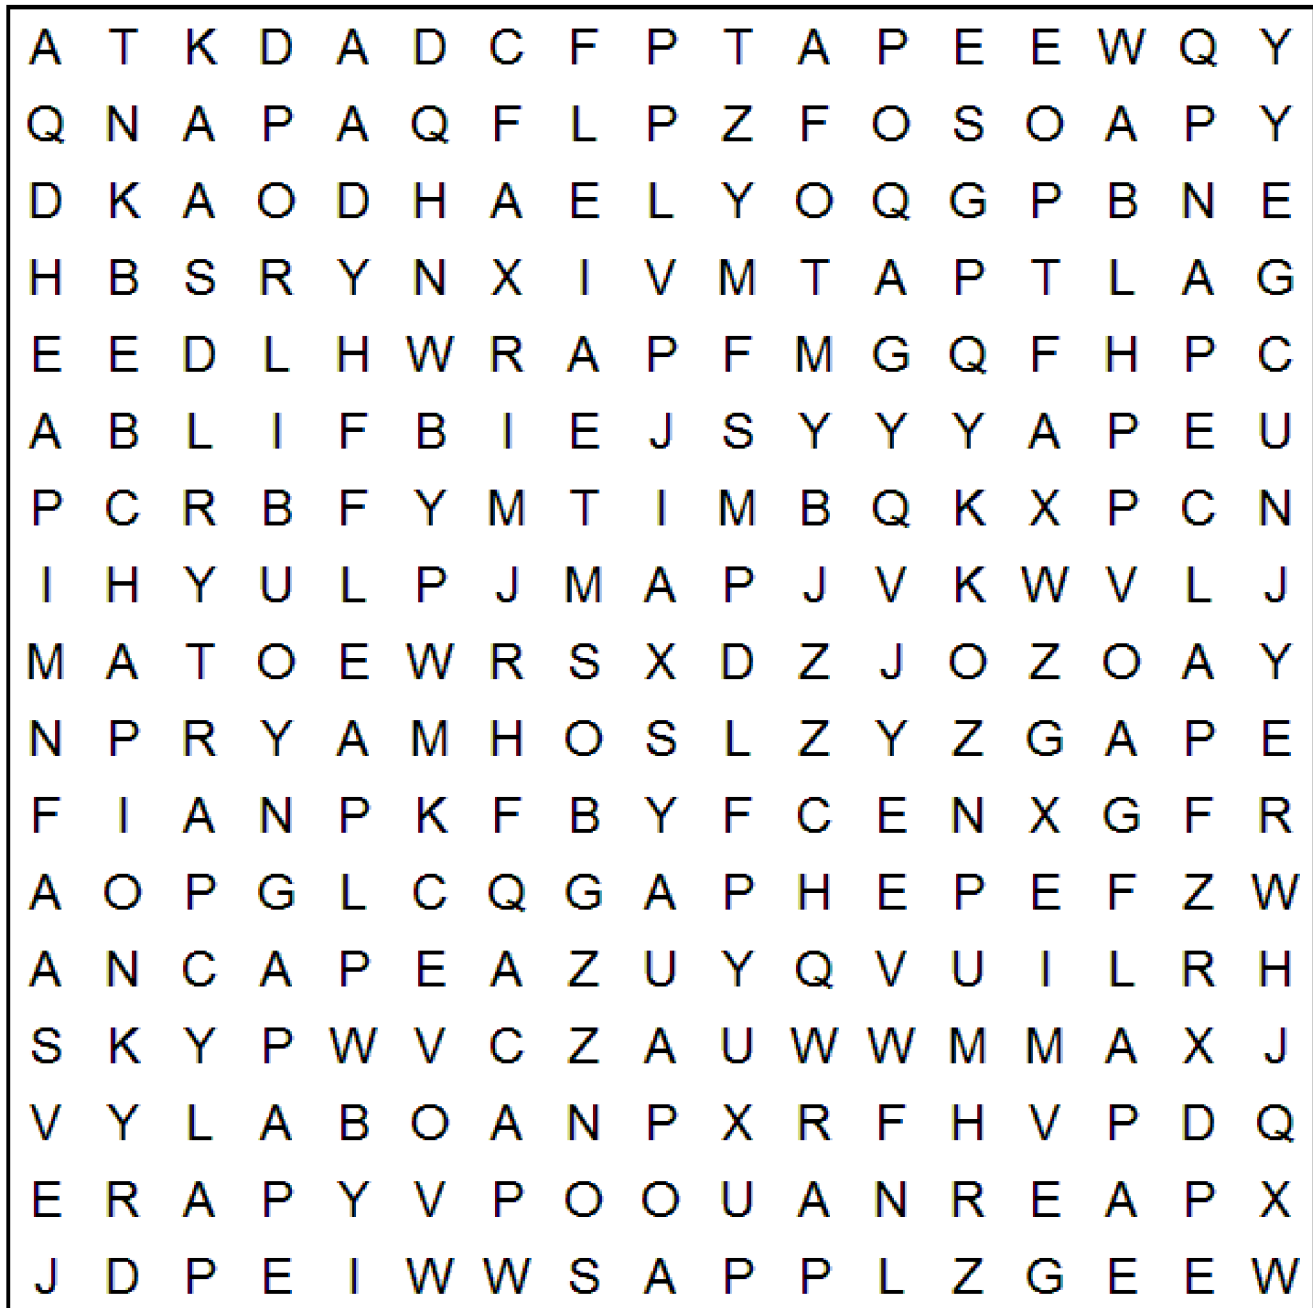 A T K D A D C F P T A P E E W Q Y
Q N A P A Q F L P Z F O S O A P Y
D K A O D H A E L Y O Q G P B N E
H B S R Y N X I V M T A P T L A G
E E D L H W R A P F M G Q F H P C
A B L I F B I E J S Y Y Y A P E U
P C R B F Y M T I M B Q K X P C N
I H Y U L P J M A P J V K W V L J
M A T O E W R S X D Z J O Z O A Y
N P R Y A M H O S L Z Y Z G A P E
F I A N P K F B Y F C E N X G F R
A O P G L C Q G A P H E P E F Z W
A N C A P E A Z U Y Q V U I L R H
S K Y P W V C Z A U W W M M A X J
V Y L A B O A N P X R F H V P D Q
E R A P Y V P O O U A N R E A P X
J D P E I W W S A P P L Z G E E W